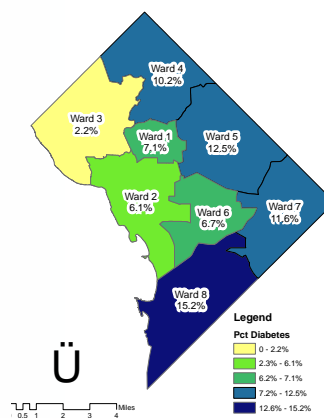 Ward 4
10.2%
Ward 3
2.2%
Ward 1
7.1%
Ward 5
12.5%
Ward 2
6.1%
Ward 6
6.7%
Ward 7
11.6%
Ward 8
15.2%
Legend
Pct Diabetes
0 - 2.2%
2.3% - 6.1%
6.2% - 7.1%
7.2% - 12.5%
12.6% - 15.2%
Ü
0 0.5 1 2 3 4 Miles